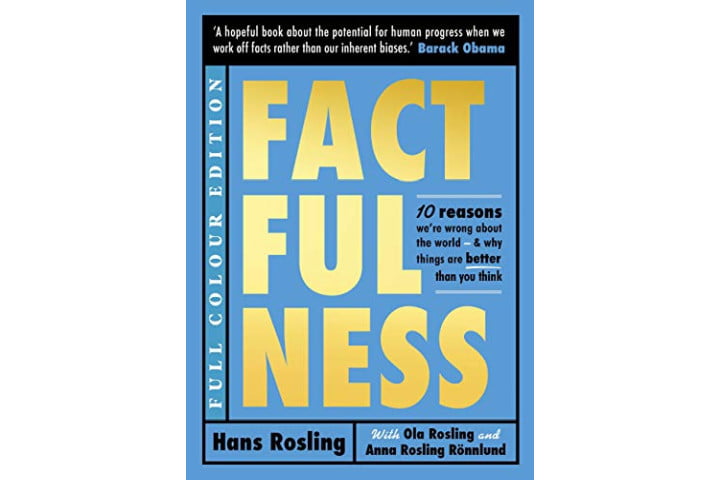 'A hopeful book about the potential for human progress when we
work off facts rather than our inherent biases.' Barack Obama
FULL COLOUR EDITION
FACT
FUL
NESS
10 reasons
we're wrong about
the world – & why
things are better
than you think
Hans Rosling
With Ola Rosling and
Anna Rosling Rönnlund